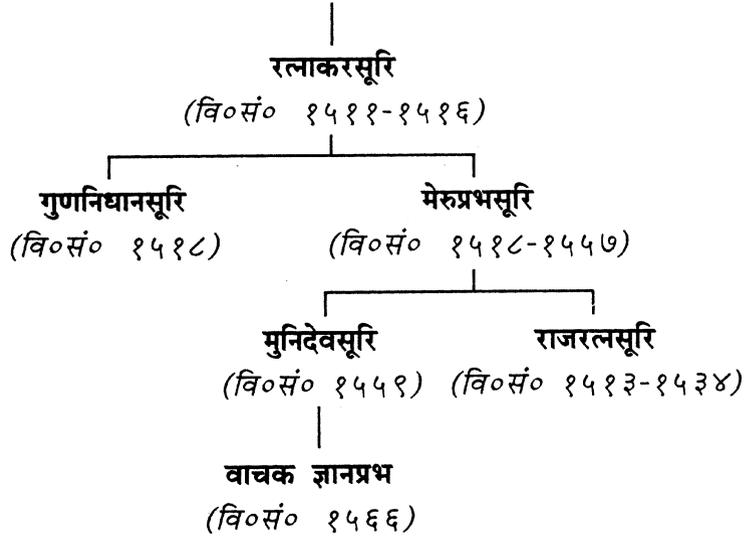 रत्नाकरसूरि
(वि०सं० १५११-१५१६)
गुणनिधानसूरि मेरुप्रभसूरि
(वि०सं० १५१८) (वि०सं० १५१८-१५५७)
मुनिदेवसूरि राजरत्नसूरि
(वि०सं० १५५९) (वि०सं० १५१३-१५३४)
वाचक ज्ञानप्रभ
(वि०सं० १५६६)